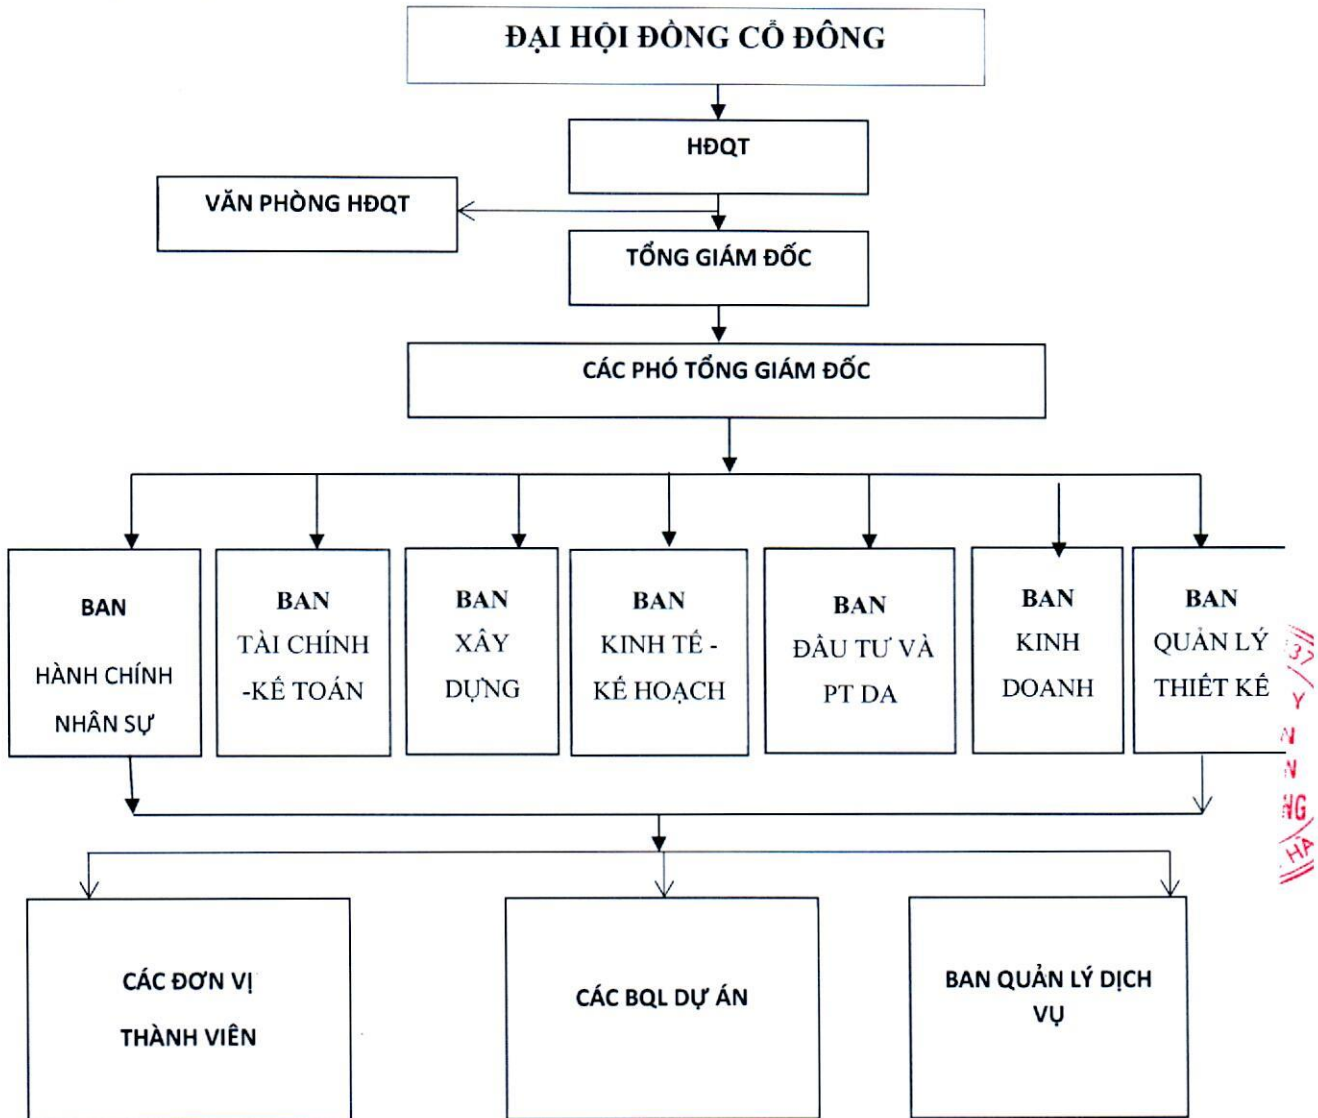 ĐẠI HỘI ĐỒNG CỔ ĐÔNG
HĐQT
VĂN PHÒNG HĐQT
TỔNG GIÁM ĐỐC
CÁC PHÓ TỔNG GIÁM ĐỐC
BAN
HÀNH CHÍNH
NHÂN SỰ
BAN
TÀI CHÍNH
-KẾ TOÁN
BAN
XÂY
DỰNG
BAN
KINH TẾ -
KẾ HOẠCH
BAN
ĐẦU TƯ VÀ
PT DA
BAN
KINH
DOANH
BAN
QUẢN LÝ
THIẾT KẾ
CÁC ĐƠN VỊ
THÀNH VIÊN
CÁC BQL DỰ ÁN
BAN QUẢN LÝ DỊCH
VỤ